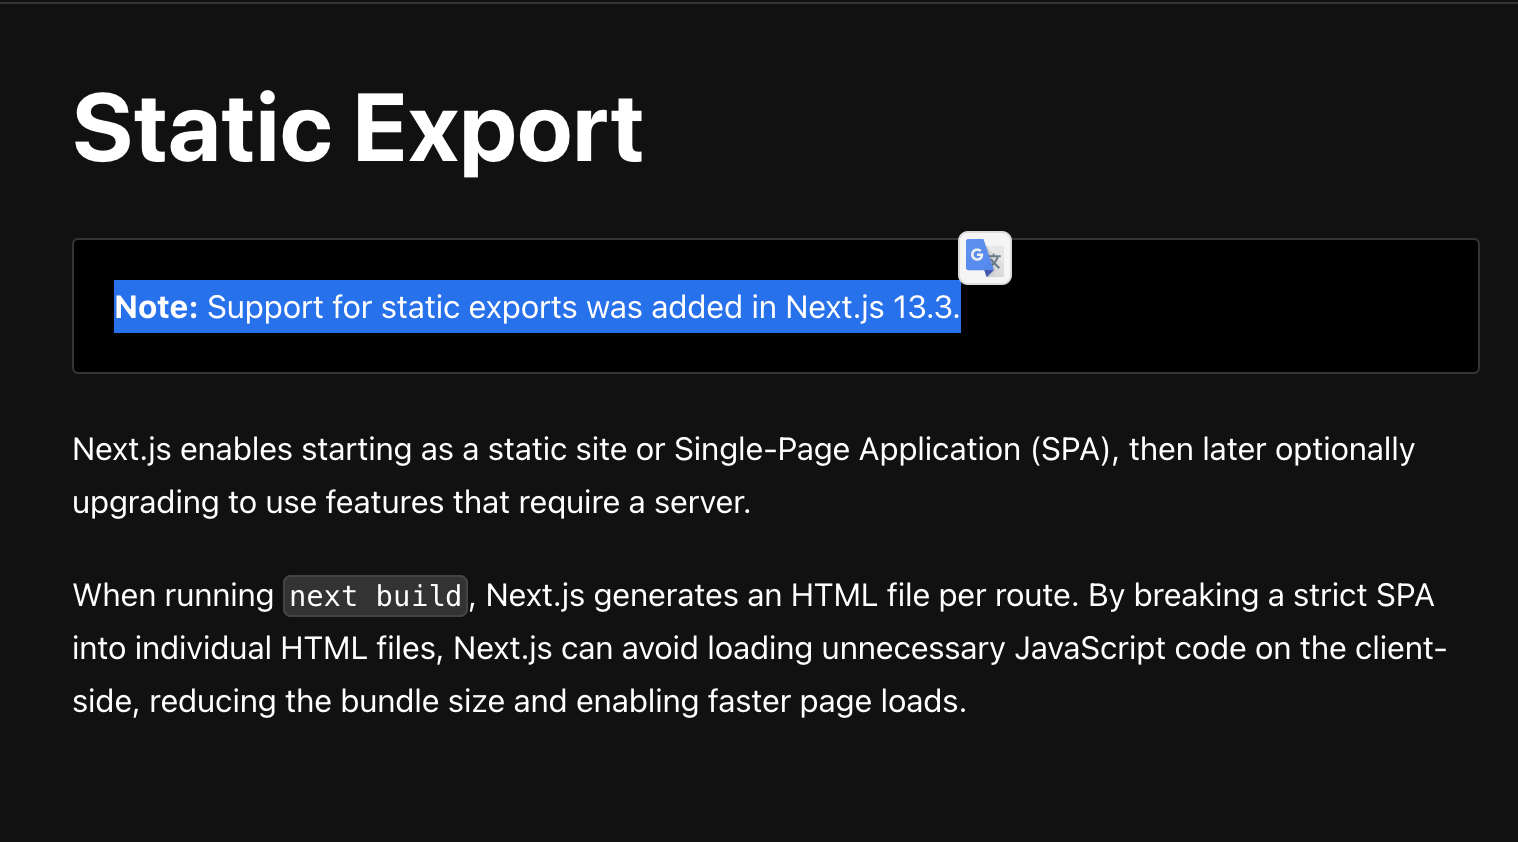 Static Export
Note: Support for static exports was added in Next.js 13.3.
G文
Next.js enables starting as a static site or Single-Page Application (SPA), then later optionally
upgrading to use features that require a server.
When running next build, Next.js generates an HTML file per route. By breaking a strict SPA
into individual HTML files, Next.js can avoid loading unnecessary JavaScript code on the client-
side, reducing the bundle size and enabling faster page loads.